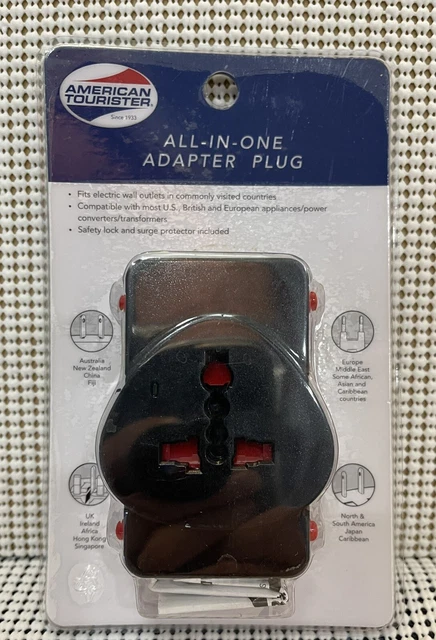 AMERICAN
TOURISTER®
Since 1933
ALL-IN-ONE
ADAPTER PLUG
• Fits electric wall outlets in commonly visited countries
• Compatible with most U.S., British and European appliances/power
converters/transformers
• Safety lock and surge protector included
Australia
New Zealand
China
Fiji
Europe
Middle East
Some African,
Asian and
Caribbean
countries
UK
Ireland
Africa
Hong Kong
Singapore
North &
South America
Japan
Caribbean